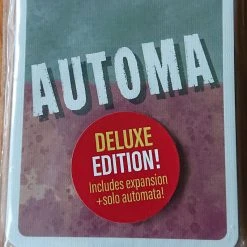 AUTOMA
DELUXE
EDITION!
Includes expansion
+solo automata!